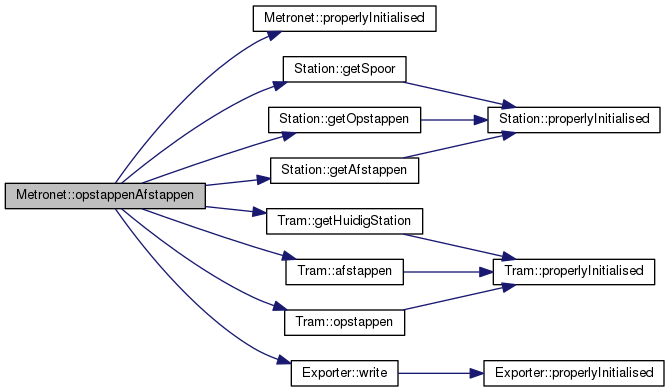 Metronet::properlyInitialised
Station::getSpoor
Station::getOpstappen
Station::properlyInitialised
Station::getAfstappen
Metronet::opstappenAfstappen
Tram::getHuidigStation
Tram::afstappen
Tram::properlyInitialised
Tram::opstappen
Exporter::write
Exporter::properlyInitialised